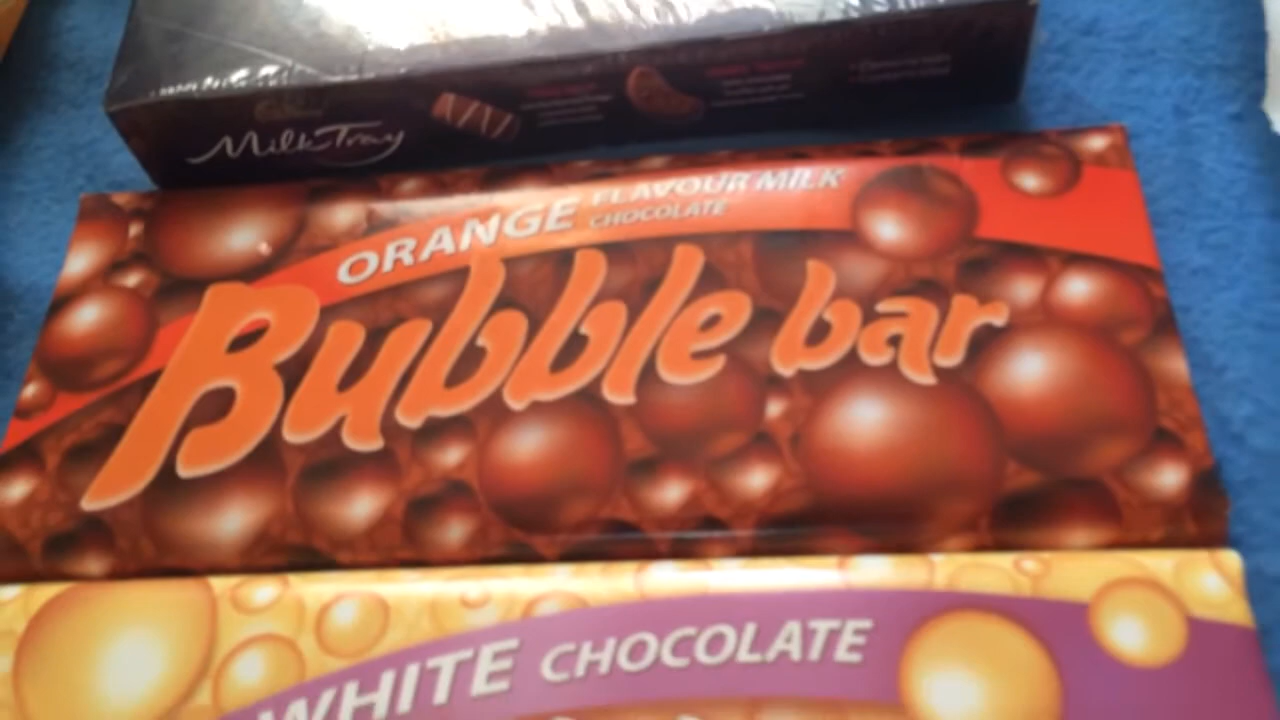 Milk Tray
ORANGE FLAVOUR MILK
CHOCOLATE
Bubble bar
WHITE CHOCOLATE